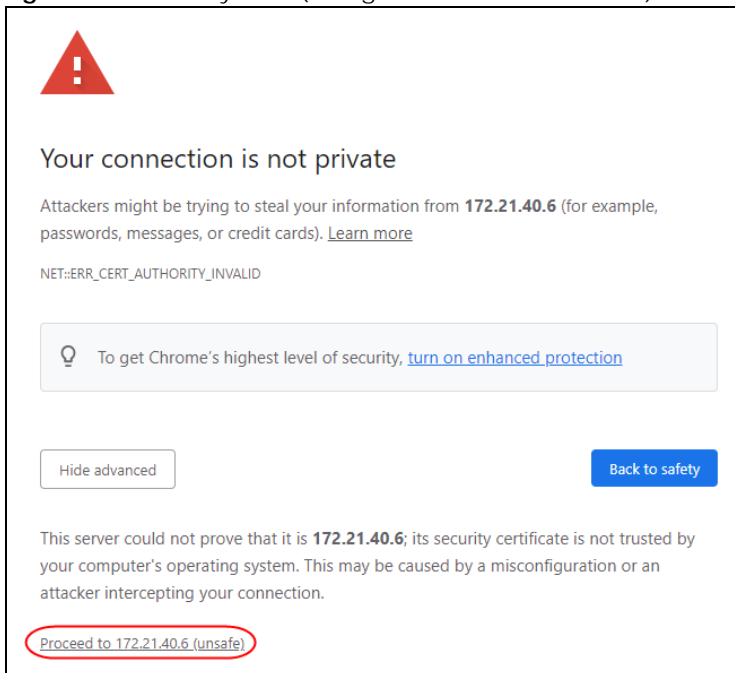 Your connection is not private
Attackers might be trying to steal your information from 172.21.40.6 (for example,
passwords, messages, or credit cards). Learn more
NET::ERR_CERT_AUTHORITY_INVALID
To get Chrome's highest level of security, turn on enhanced protection
Hide advanced
Back to safety
This server could not prove that it is 172.21.40.6; its security certificate is not trusted by
your computer's operating system. This may be caused by a misconfiguration or an
attacker intercepting your connection.
Proceed to 172.21.40.6 (unsafe)